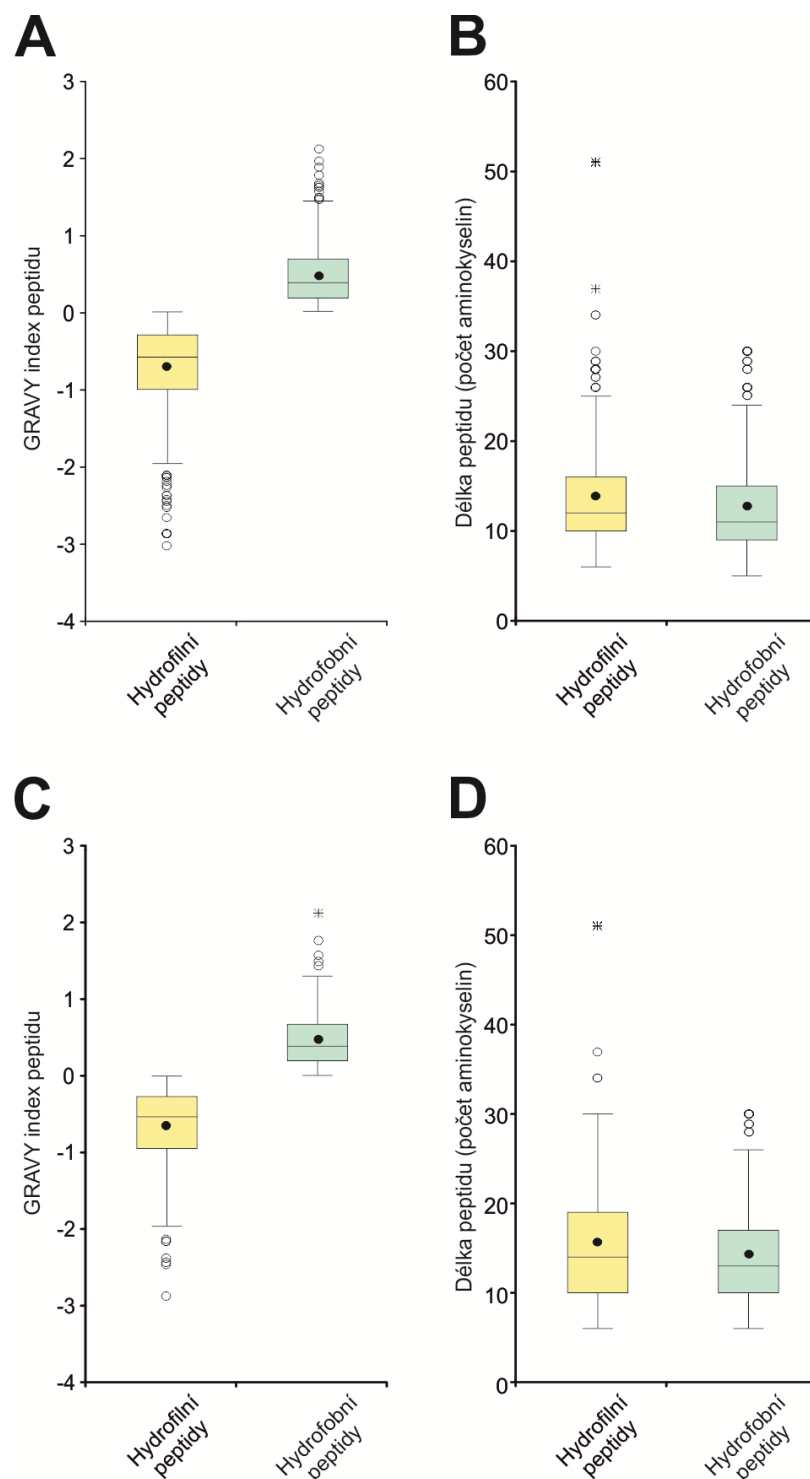 A
GRAVY index peptidu
3
2
1
0
-1
-2
-3
-4
Hydrofilní
peptidy
Hydrofobní
peptidy
B
Délka peptidu (počet aminokyselin)
60
50
40
30
20
10
0
Hydrofilní
peptidy
Hydrofobní
peptidy
C
GRAVY index peptidu
3
2
1
0
-1
-2
-3
-4
Hydrofilní
peptidy
Hydrofobní
peptidy
D
Délka peptidu (počet aminokyselin)
60
50
40
30
20
10
0
Hydrofilní
peptidy
Hydrofobní
peptidy